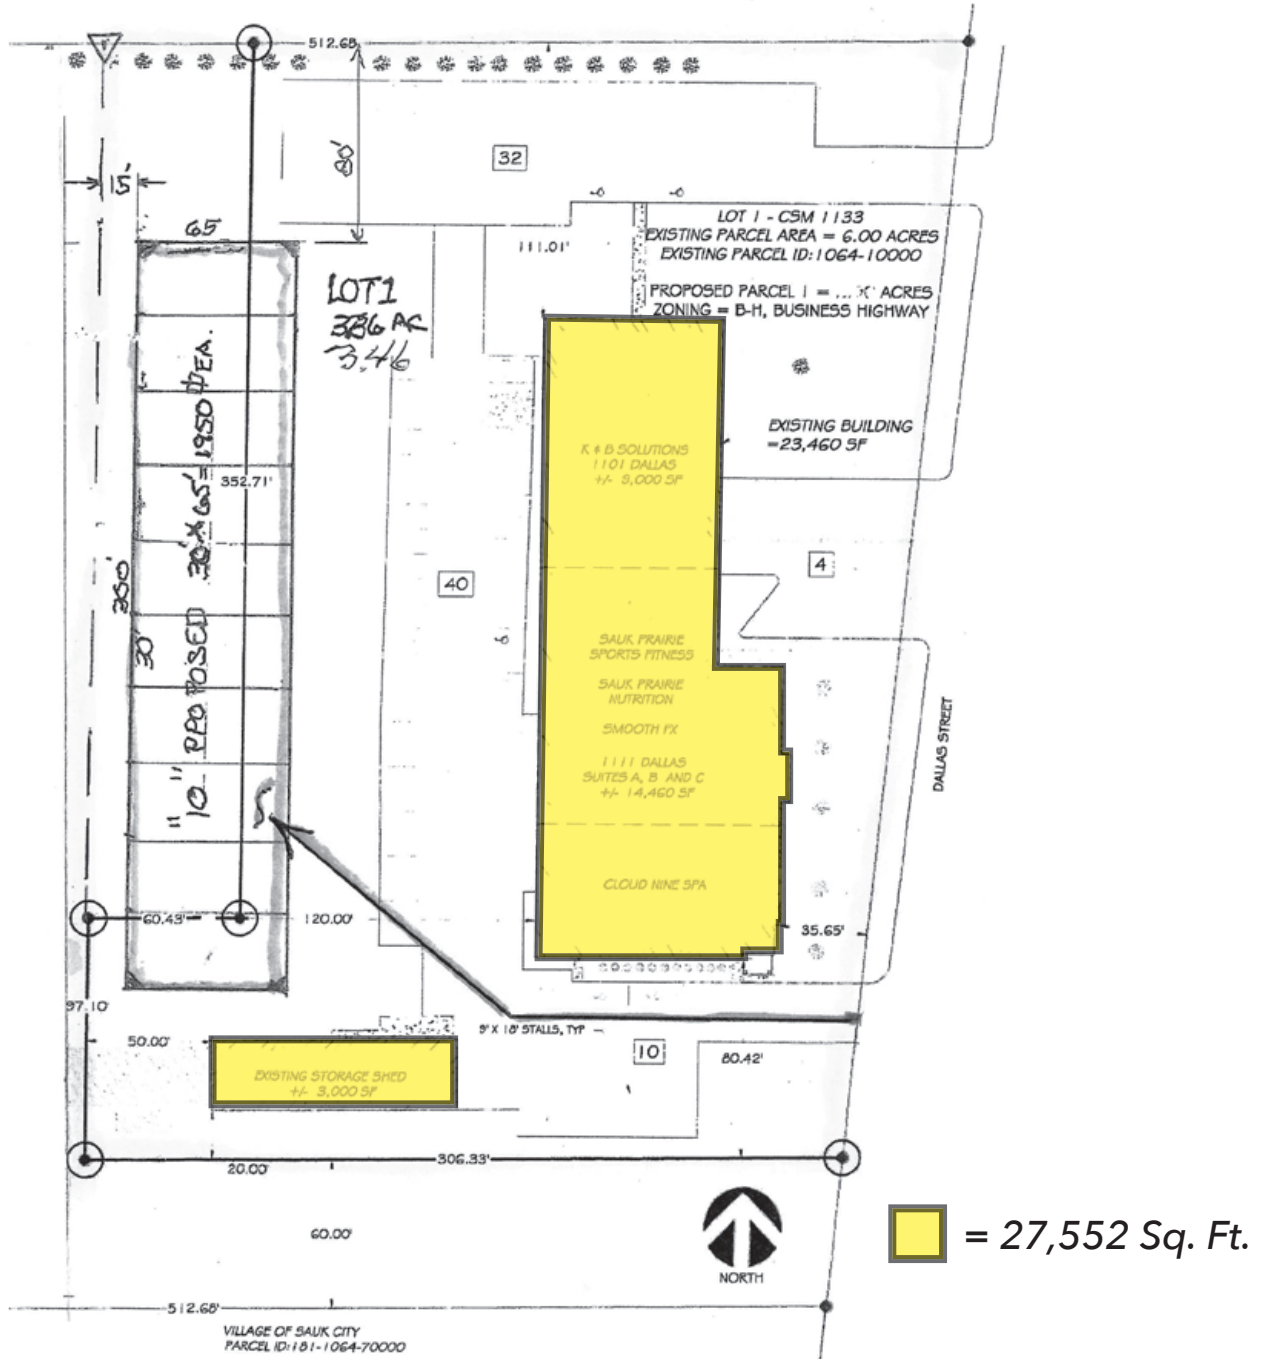 512.68'
15'
80'
32
65'
LOT 1 - CSM 1133
EXISTING PARCEL AREA = 6.00 ACRES
EXISTING PARCEL ID:1064-10000
111.01'
PROPOSED PARCEL 1 = ACRES
ZONING = B-H, BUSINESS HIGHWAY
LOT1
AC
3.46
EXISTING BUILDING
=23,460 SF
K & B SOLUTIONS
1101 DALLAS
+/- 9,000 SF
352.71'
"10" PPOPOSED 30'X65'=1950 EA.
350'
30'
40
4
6
SAUK PRAIRIE
SPORTS FITNESS
SAUK PRAIRIE
NUTRITION
SMOOTH FX
1111 DALLAS
SUITES A, B AND C
+/- 14,460 SF
DALLAS STREET
CLOUD NINE SPA
60.43'
120.00'
35.65'
97.10'
50.00'
9' X 18' STALLS, TYP
10
80.42'
EXISTING STORAGE SHED
+/- 3,000 SF
20.00'
306.33'
60.00'
NORTH
= 27,552 Sq. Ft.
512.68'
VILLAGE OF SAUK CITY
PARCEL ID:181-1064-70000